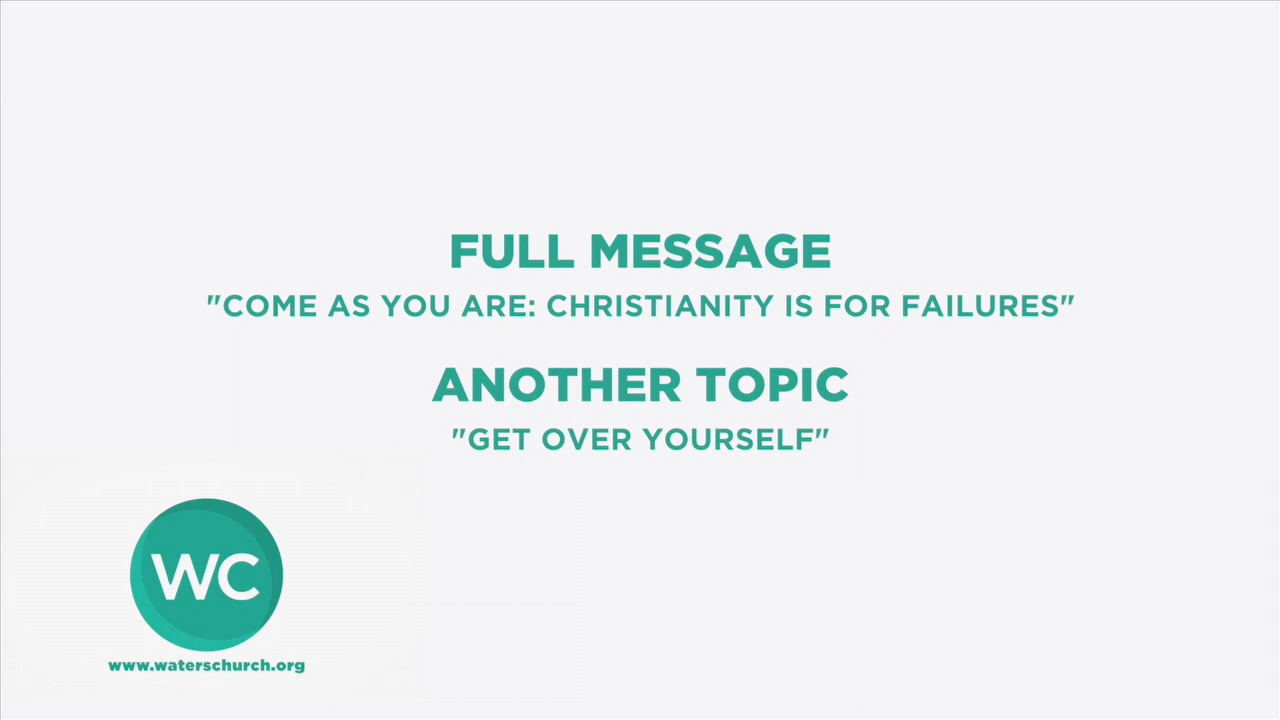 FULL MESSAGE
"COME AS YOU ARE: CHRISTIANITY IS FOR FAILURES"
ANOTHER TOPIC
"GET OVER YOURSELF"
WC
www.waterschurch.org